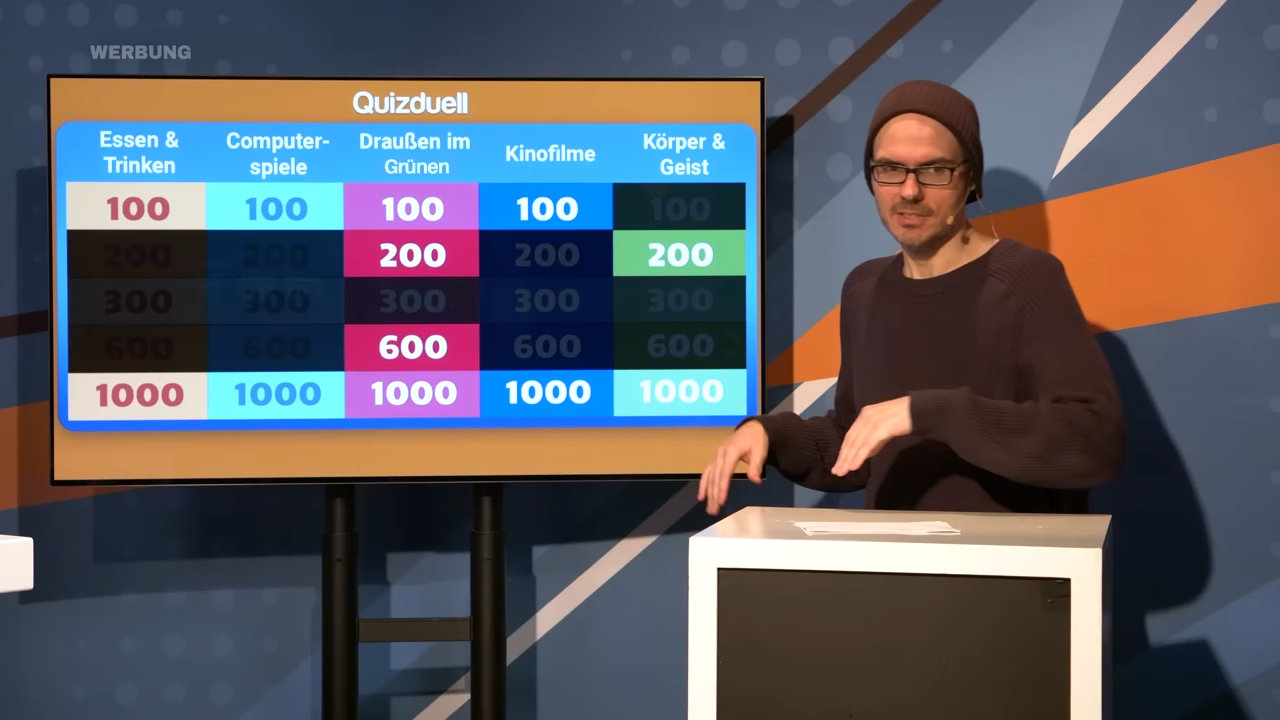 WERBUNG
Quizduell
Essen & Trinken
Computer-spiele
Draußen im Grünen
Kinofilme
Körper & Geist
100 100 100 100 100
200 200 200 200 200
300 300 300 300 300
600 600 600 600 600
1000 1000 1000 1000 1000